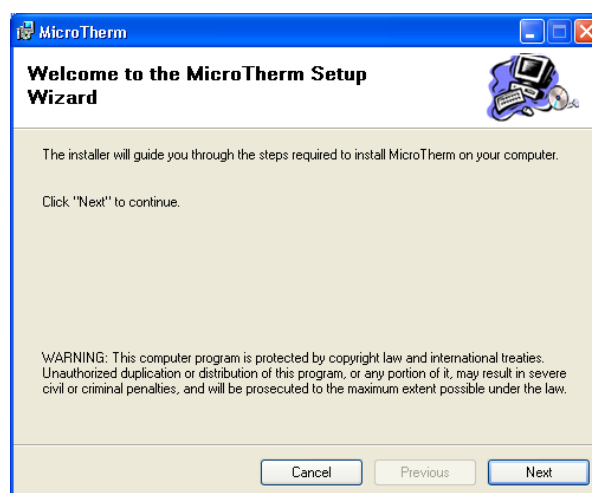 MicroTherm
Welcome to the MicroTherm Setup
Wizard
The installer will guide you through the steps required to install MicroTherm on your computer.
Click "Next" to continue.
WARNING: This computer program is protected by copyright law and international treaties.
Unauthorized duplication or distribution of this program, or any portion of it, may result in severe
civil or criminal penalties, and will be prosecuted to the maximum extent possible under the law.
Cancel Previous Next